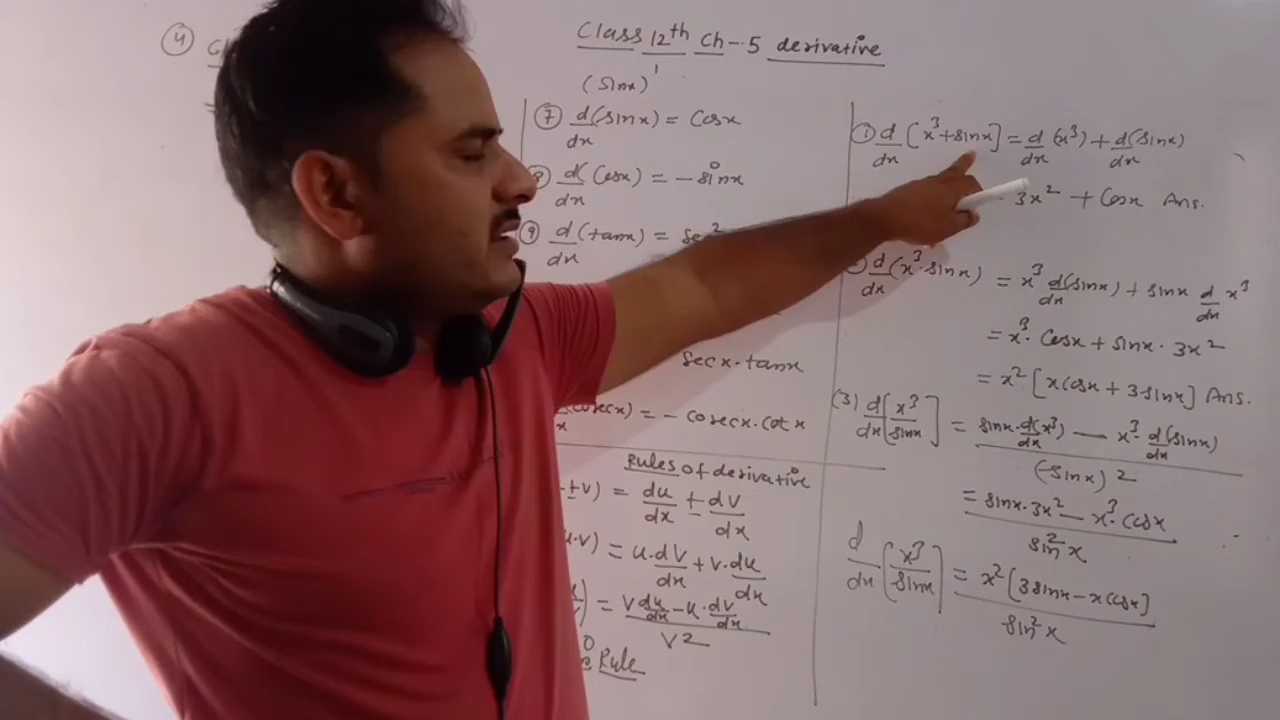 Class 12th Ch-5 derivative
(4)
(sinx)'
(7) d/dx (sinx) = Cosx
d/dx (Cosx) = - sinx
(9) d/dx (tanx) = sec2
secx·tanx
(cosecx) = - cosecx·cotx
Rules of derivative
±v) = du/dx ± dv/dx
u·v) = u·dv/dx + v·du/dx
= (v du/dx - u·dv/dx)/v2
Rule
(1) d/dx [x³+sinx] = d/dx (x³) + d/dx (sinx)
3x² + Cosx Ans.
d/dx (x³·sinx) = x³ d/dx (sinx) + sinx d/dx x³
= x³· Cosx + sinx · 3x²
= x² [xcosx + 3sinx] Ans.
(3) d/dx [x³/sinx] = (sinx·d/dx (x³) - x³· d/dx (sinx))/(sinx)2
= (sinx·3x² - x³·cosx)/sin²x
d/dx [x³/sinx] = x²[3sinx - xcosx]/sin²x